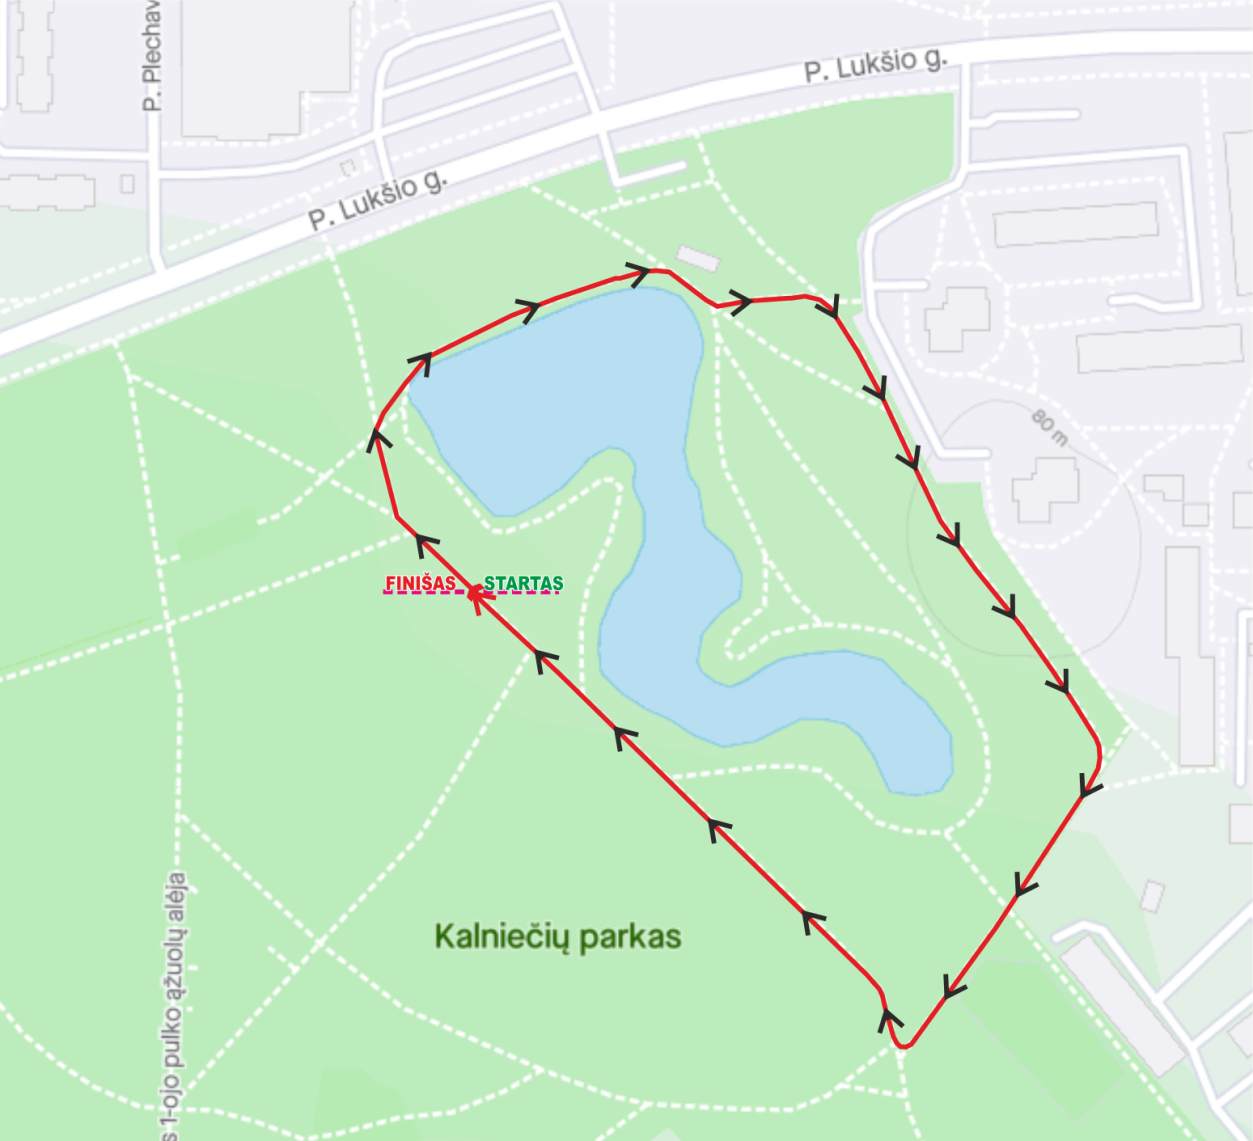 P. Plechav
P. Lukšio g.
P. Lukšio g.
80 m
FINIŠAS STARTAS
Kalniečių parkas
s 1-ojo pulko ąžuolų alėja